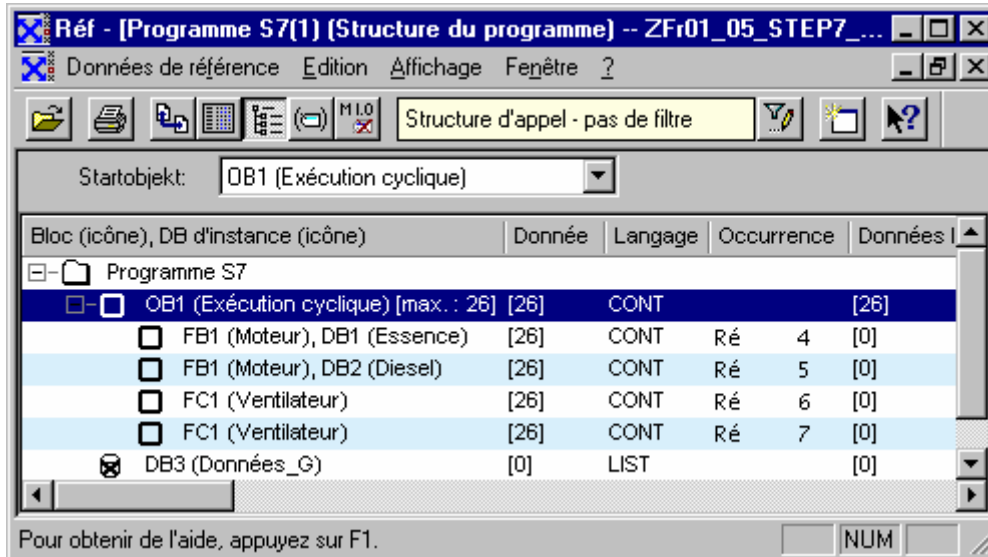 Réf - [Programme S7(1) (Structure du programme) -- ZFr01_05_STEP7_...
Données de référence Edition Affichage Fenêtre ?
M I,O
Structure d'appel - pas de filtre
Startobjekt: OB1 (Exécution cyclique)
Bloc (icône), DB d'instance (icône) Donnée Langage Occurrence Données l
Programme S7
OB1 (Exécution cyclique) [max. : 26] [26] CONT [26]
FB1 (Moteur), DB1 (Essence) [26] CONT Ré 4 [0]
FB1 (Moteur), DB2 (Diesel) [26] CONT Ré 5 [0]
FC1 (Ventilateur) [26] CONT Ré 6 [0]
FC1 (Ventilateur) [26] CONT Ré 7 [0]
DB3 (Données_G) [0] LIST [0]
Pour obtenir de l'aide, appuyez sur F1. NUM